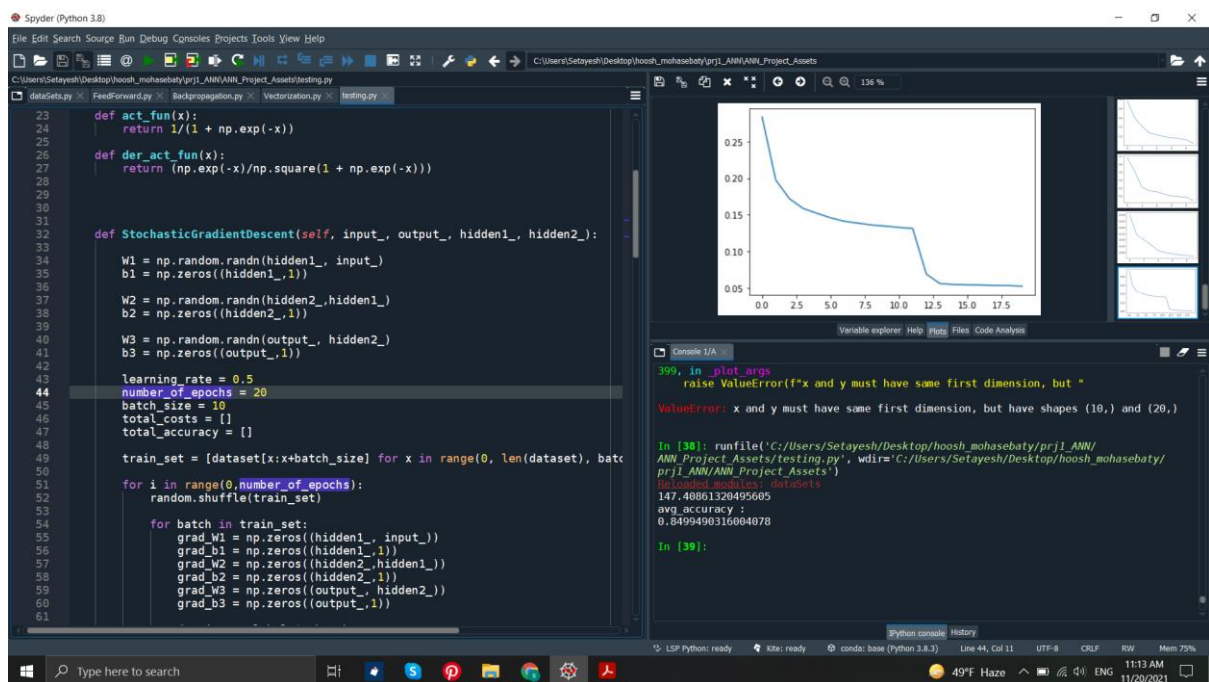 Spyder (Python 3.8)
File Edit Search Source Run Debug Consoles Projects Tools View Help
C:\Users\Setayesh\Desktop\hoosh_mohasebaty\prj1_ANN\ANN_Project_Assets
C:\Users\Setayesh\Desktop\hoosh_mohasebaty\prj1_ANN\ANN_Project_Assets\testing.py
dataSets.py FeedForward.py Backpropagation.py Vectorization.py testing.py
23 def act_fun(x):
24 return 1/(1 + np.exp(-x))
25
26 def der_act_fun(x):
27 return (np.exp(-x)/np.square(1 + np.exp(-x)))
28
29
30
31
32 def StochasticGradientDescent(self, input_, output_, hidden1_, hidden2_):
33
34 W1 = np.random.randn(hidden1_, input_)
35 b1 = np.zeros((hidden1_,1))
36
37 W2 = np.random.randn(hidden2_,hidden1_)
38 b2 = np.zeros((hidden2_,1))
39
40 W3 = np.random.randn(output_, hidden2_)
41 b3 = np.zeros((output_,1))
42
43 learning_rate = 0.5
44 number_of_epochs = 20
45 batch_size = 10
46 total_costs = []
47 total_accuracy = []
48
49 train_set = [dataset[x:x+batch_size] for x in range(0, len(dataset), batc
50
51 for i in range(0,number_of_epochs):
52 random.shuffle(train_set)
53
54 for batch in train_set:
55 grad_W1 = np.zeros((hidden1_, input_))
56 grad_b1 = np.zeros((hidden1_,1))
57 grad_W2 = np.zeros((hidden2_,hidden1_))
58 grad_b2 = np.zeros((hidden2_,1))
59 grad_W3 = np.zeros((output_, hidden2_))
60 grad_b3 = np.zeros((output_,1))
61
136 %
0.25
0.20
0.15
0.10
0.05
0.0 2.5 5.0 7.5 10.0 12.5 15.0 17.5
Variable explorer Help Plots Files Code Analysis
Console 1/A
399, in _plot_args
raise ValueError(f"x and y must have same first dimension, but "
ValueError: x and y must have same first dimension, but have shapes (10,) and (20,)
In [38]: runfile('C:/Users/Setayesh/Desktop/hoosh_mohasebaty/prj1_ANN/
ANN_Project_Assets/testing.py', wdir='C:/Users/Setayesh/Desktop/hoosh_mohasebaty/
prj1_ANN/ANN_Project_Assets')
Reloaded modules: dataSets
147.40861320495605
avg_accuracy :
0.8499490316004078
In [39]:
IPython console History
LSP Python: ready Kite: ready conda: base (Python 3.8.3) Line 44, Col 11 UTF-8 CRLF RW Mem 75%
Type here to search
49°F Haze ENG 11:13 AM
11/20/2021